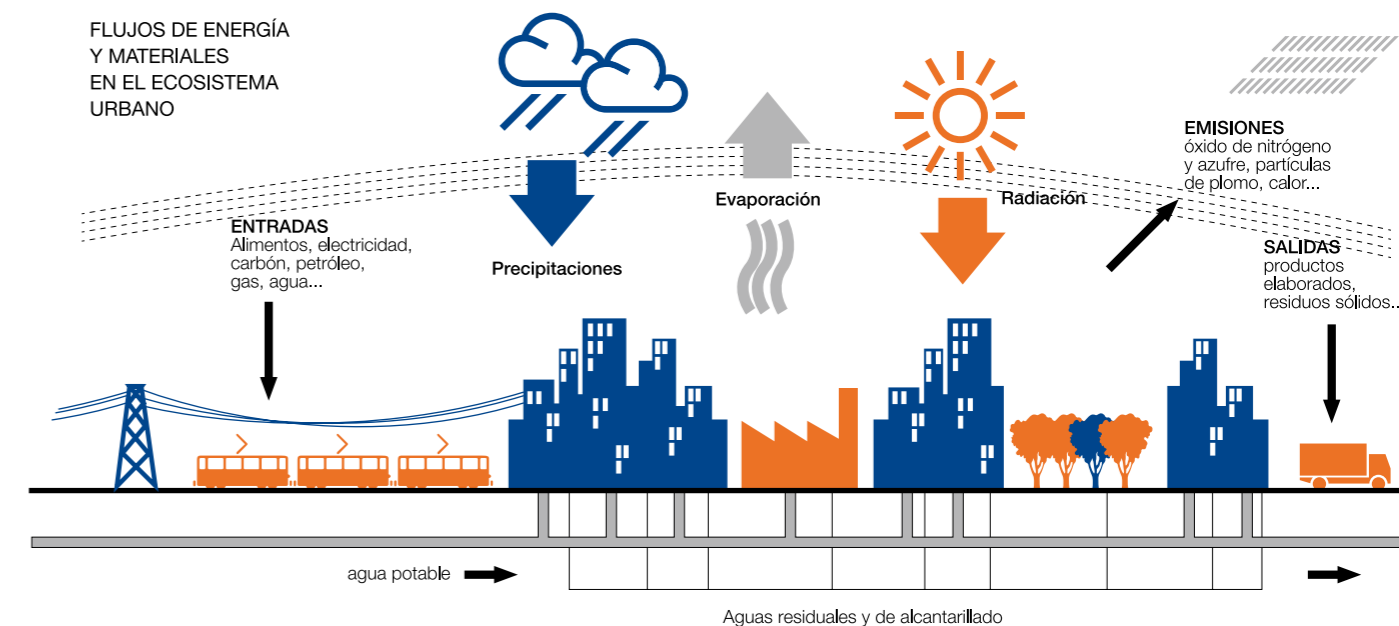 FLUJOS DE ENERGÍA
Y MATERIALES
EN EL ECOSISTEMA
URBANO
EMISIONES
óxido de nitrógeno
y azufre, partículas
de plomo, calor...
Evaporación
Radiación
ENTRADAS
Alimentos, electricidad,
carbón, petróleo,
gas, agua...
Precipitaciones
SALIDAS
productos
elaborados,
residuos sólidos..
agua potable
Aguas residuales y de alcantarillado